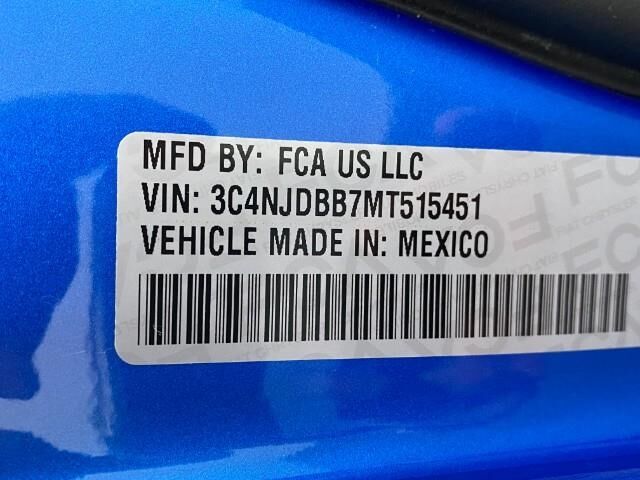 MFD BY: FCA US LLC
VIN: 3C4NJDBB7MT515451
VEHICLE MADE IN: MEXICO